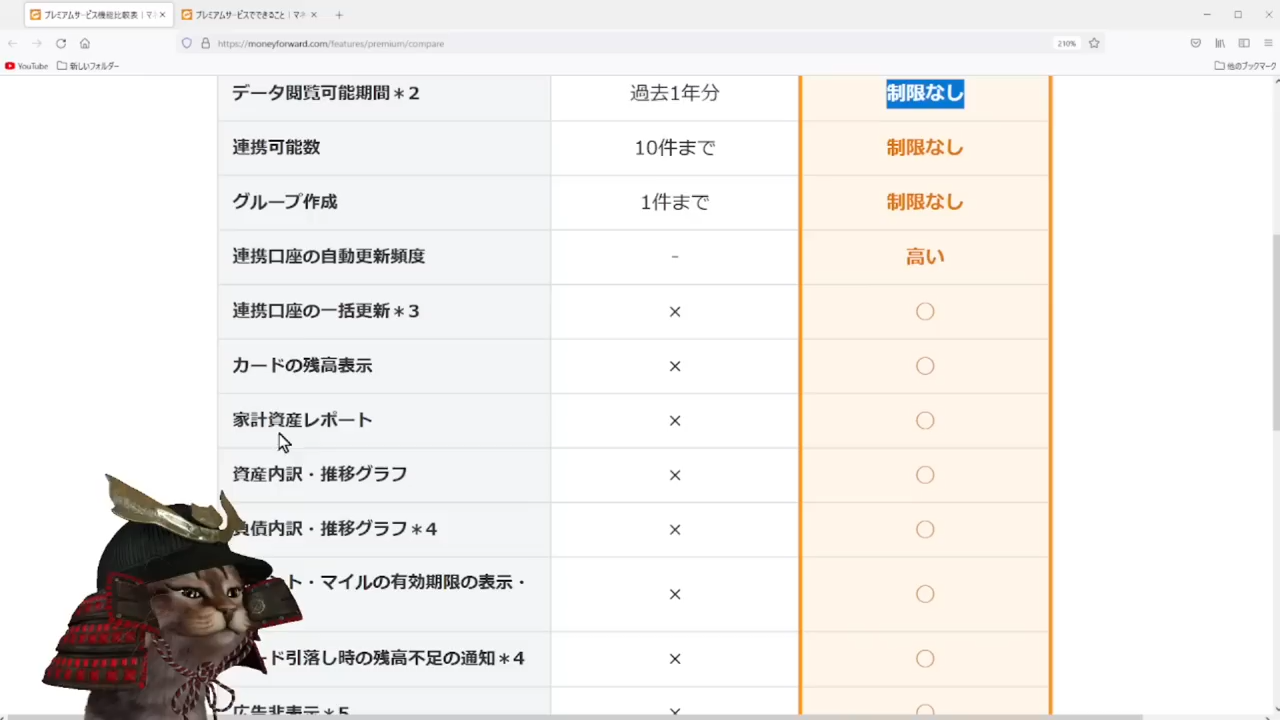 プレミアムサービス機能比較表 | マネ
プレミアムサービスでできること | マネ
https://moneyforward.com/features/premium/compare
210%
YouTube
新しいフォルダー
他のブックマーク
データ閲覧可能期間＊2 過去1年分 制限なし
連携可能数 10件まで 制限なし
グループ作成 1件まで 制限なし
連携口座の自動更新頻度 - 高い
連携口座の一括更新＊3 × ○
カードの残高表示 × ○
家計資産レポート × ○
資産内訳・推移グラフ × ○
負債内訳・推移グラフ＊4 × ○
ト・マイルの有効期限の表示・ × ○
ド引落し時の残高不足の通知＊4 × ○
広告非表示＊5 × ○